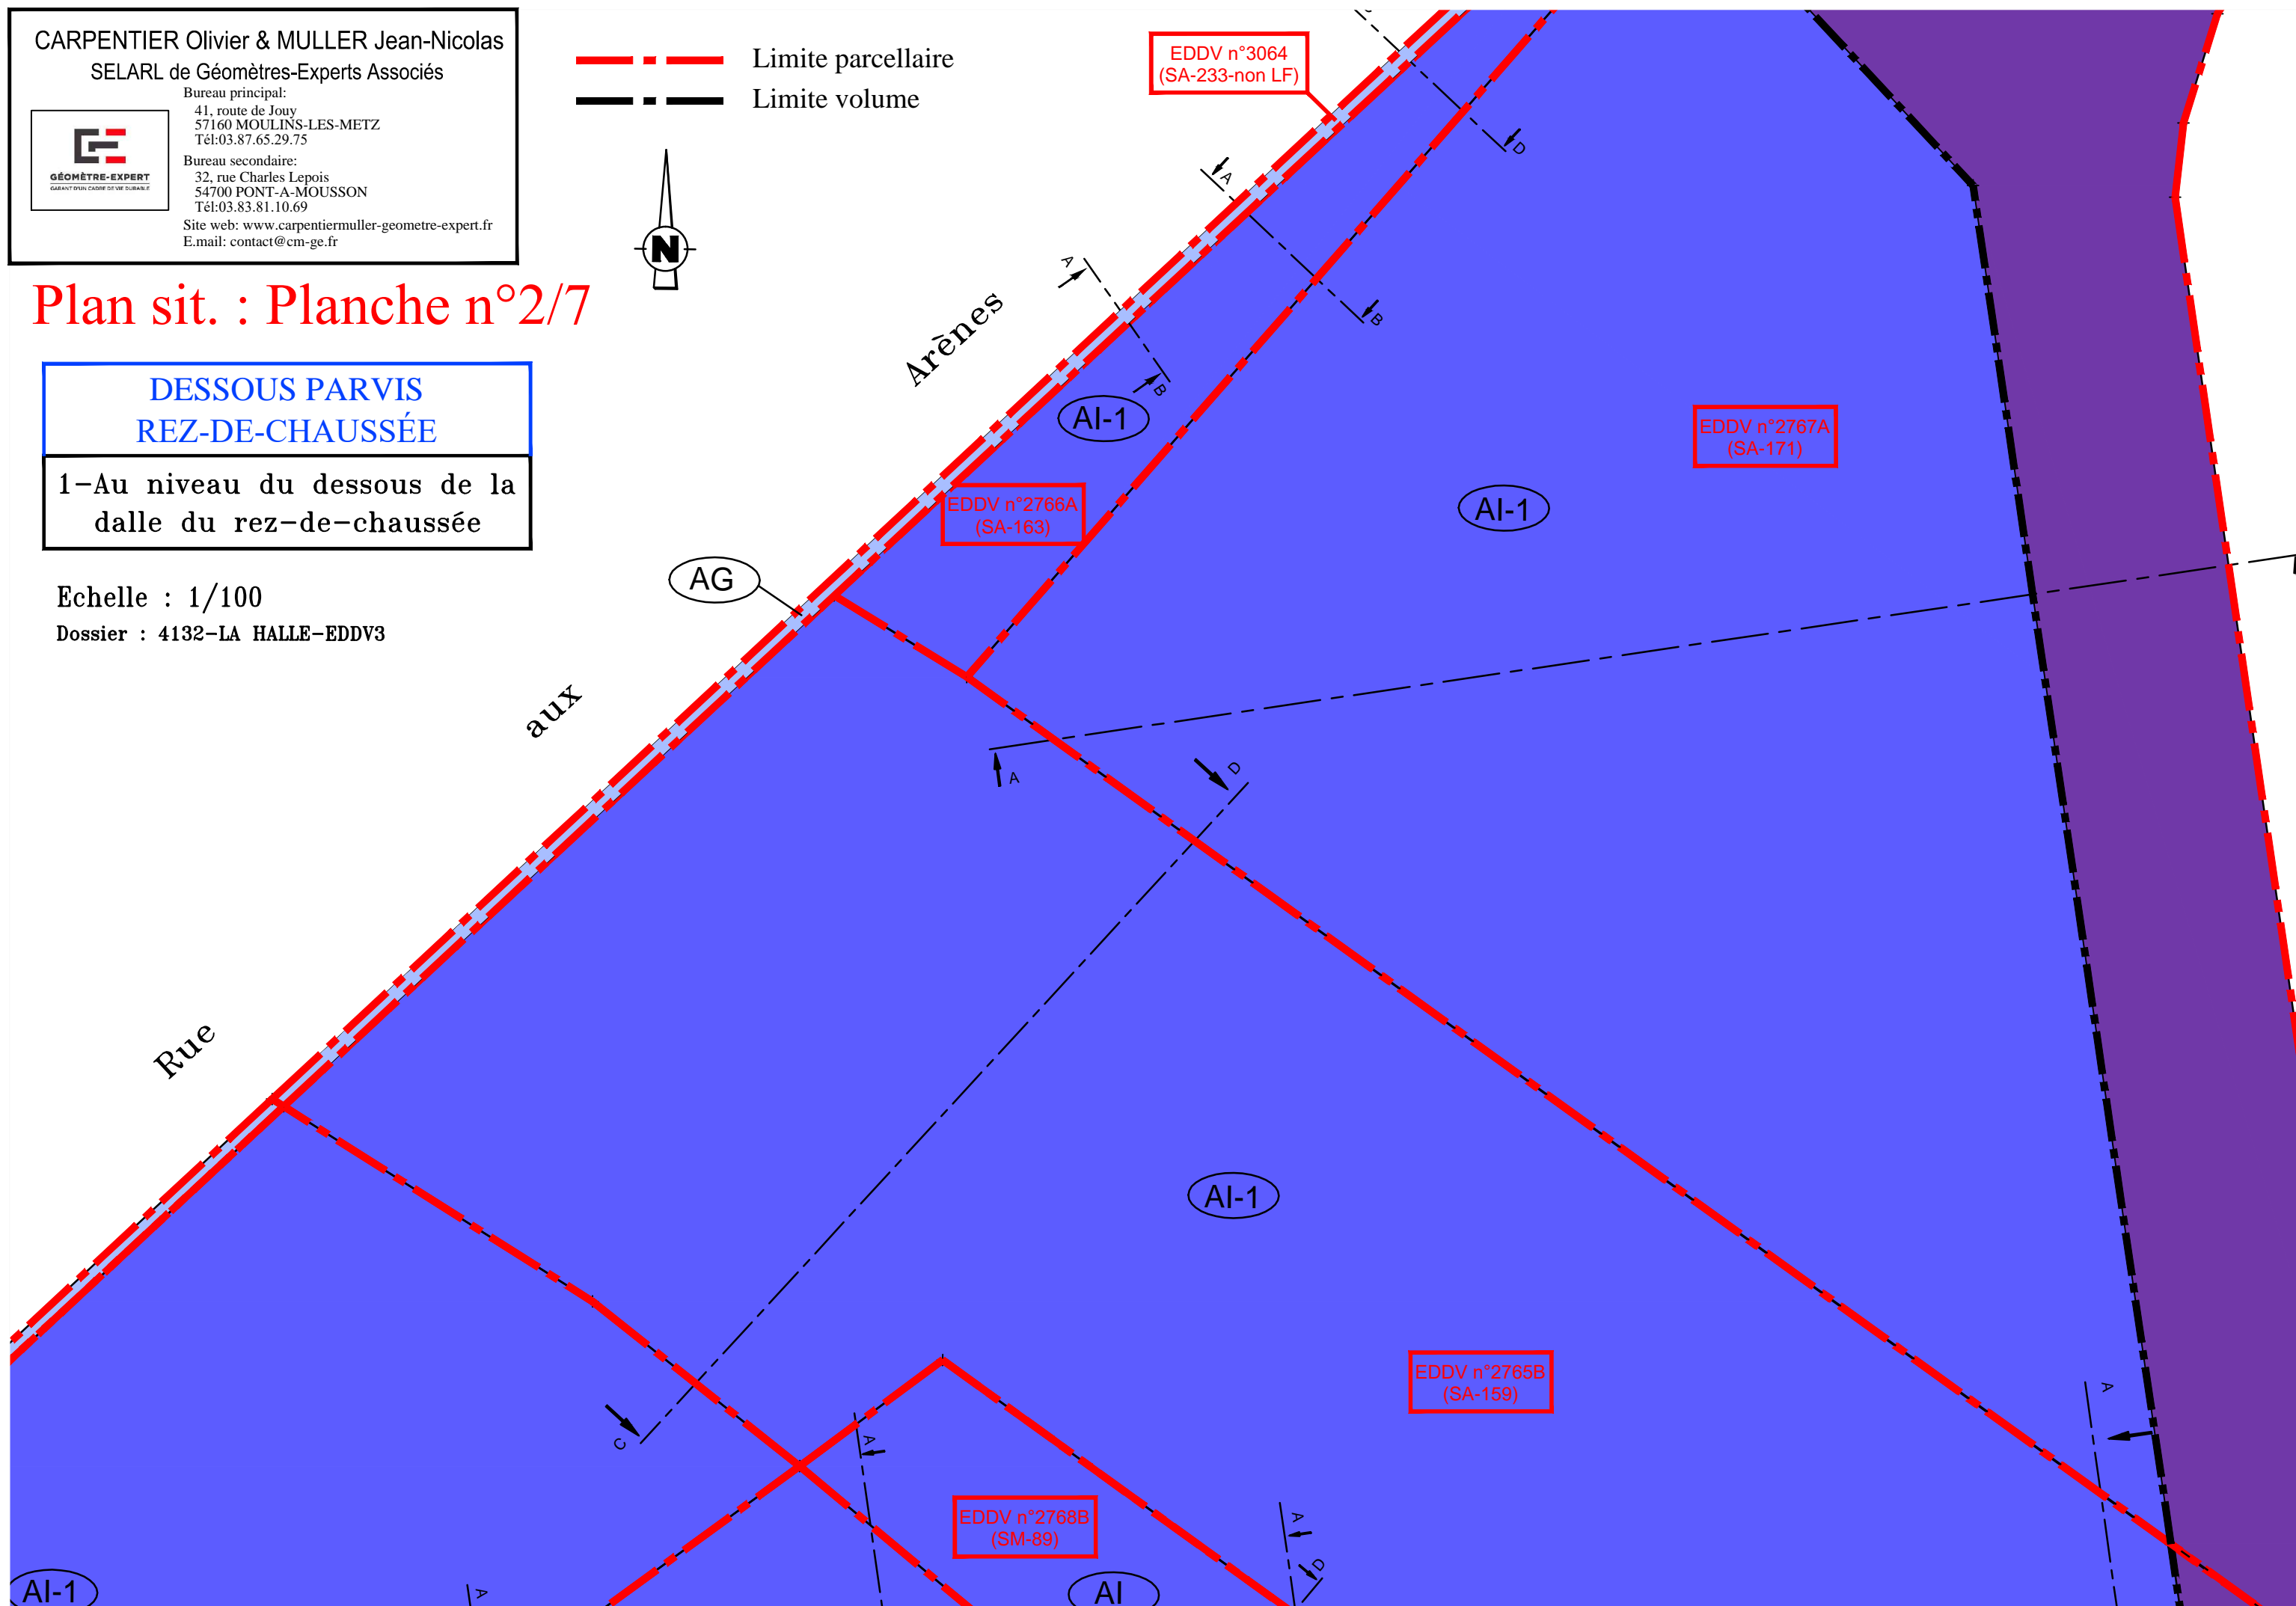 CARPENTIER Olivier & MULLER Jean-Nicolas
SELARL de Géomètres-Experts Associés
Bureau principal:
41, route de Jouy
57160 MOULINS-LES-METZ
Tél:03.87.65.29.75
Bureau secondaire:
32, rue Charles Lepois
54700 PONT-A-MOUSSON
Tél:03.83.81.10.69
Site web: www.carpentiermuller-geometre-expert.fr
E.mail: contact@cm-ge.fr
GÉOMÈTRE-EXPERT
GARANT D'UN CADRE DE VIE DURABLE
Limite parcellaire
Limite volume
N
Plan sit. : Planche n°2/7
DESSOUS PARVIS
REZ-DE-CHAUSSÉE
1-Au niveau du dessous de la
dalle du rez-de-chaussée
Echelle : 1/100
Dossier : 4132-LA HALLE-EDDV3
EDDV n°3064
(SA-233-non LF)
D
A
B
A
B
Arènes
AI-1
EDDV n°2767A
(SA-171)
AI-1
EDDV n°2766A
(SA-163)
AG
aux
A
D
Rue
AI-1
EDDV n°2765B
(SA-159)
A
C
A
EDDV n°2768B
(SM-89)
A
D
AI-1
A
AI